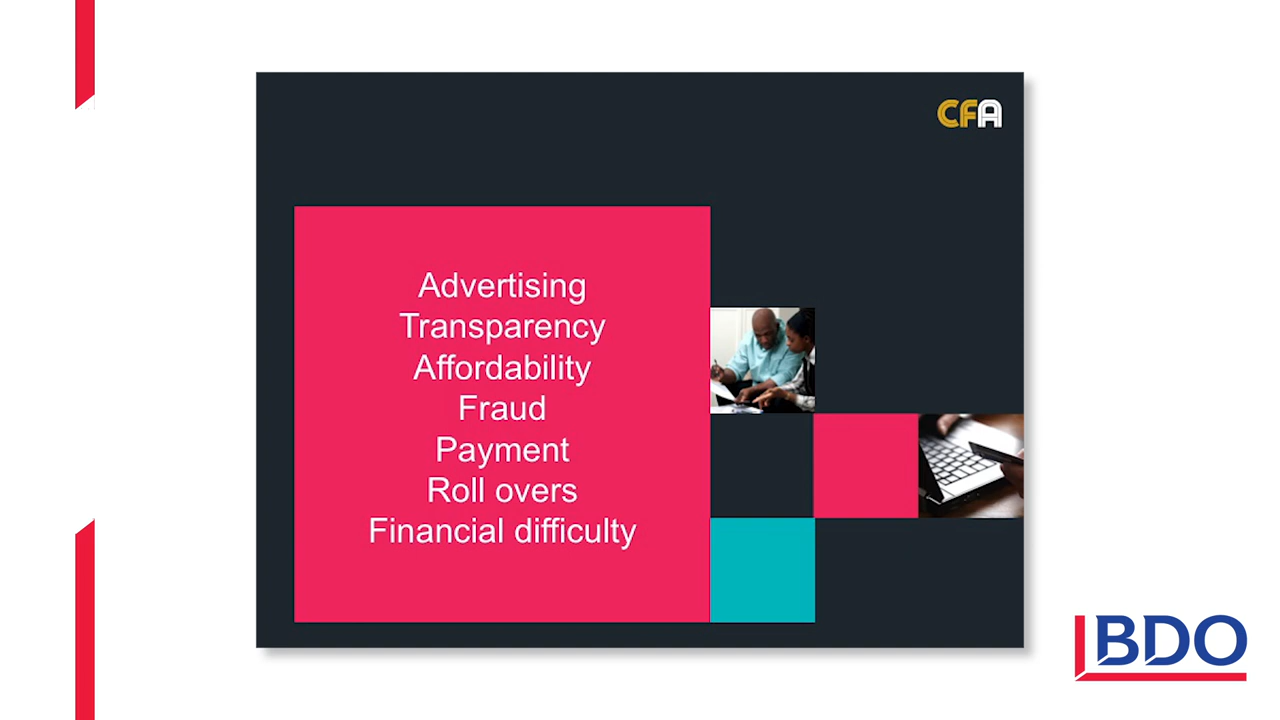 CFA
Advertising
Transparency
Affordability
Fraud
Payment
Roll overs
Financial difficulty
BDO